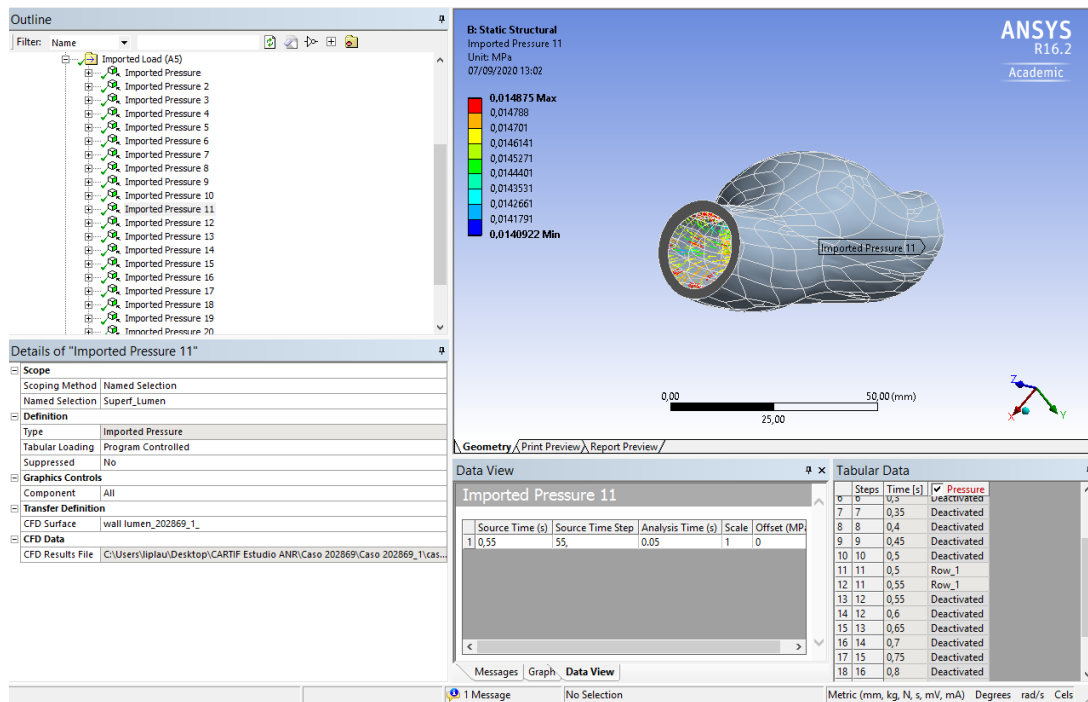 Outline
Filter: Name
Imported Load (A5)
Imported Pressure
Imported Pressure 2
Imported Pressure 3
Imported Pressure 4
Imported Pressure 5
Imported Pressure 6
Imported Pressure 7
Imported Pressure 8
Imported Pressure 9
Imported Pressure 10
Imported Pressure 11
Imported Pressure 12
Imported Pressure 13
Imported Pressure 14
Imported Pressure 15
Imported Pressure 16
Imported Pressure 17
Imported Pressure 18
Imported Pressure 19
Imported Pressure 20
Details of "Imported Pressure 11"
Scope
Scoping Method Named Selection
Named Selection Superf_Lumen
Definition
Type Imported Pressure
Tabular Loading Program Controlled
Suppressed No
Graphics Controls
Component All
Transfer Definition
CFD Surface wall lumen_202869_1_
CFD Data
CFD Results File C:\Users\liplau\Desktop\CARTIF Estudio ANR\Caso 202869\Caso 202869_1\cas...
B: Static Structural
Imported Pressure 11
Unit: MPa
07/09/2020 13:02
0,014875 Max
0,014788
0,014701
0,0146141
0,0145271
0,0144401
0,0143531
0,0142661
0,0141791
0,0140922 Min
ANSYS
R16.2
Academic
Imported Pressure 11
0,00 50,00 (mm)
25,00
Z
X
Y
Geometry Print Preview Report Preview
Data View
Imported Pressure 11
Source Time (s) Source Time Step Analysis Time (s) Scale Offset (MPa
1 0,55 55, 0.05 1 0
Messages Graph Data View
Tabular Data
Steps Time [s] Pressure
6 6 0,3 Deactivated
7 7 0,35 Deactivated
8 8 0,4 Deactivated
9 9 0,45 Deactivated
10 10 0,5 Deactivated
11 11 0,5 Row_1
12 11 0,55 Row_1
13 12 0,55 Deactivated
14 12 0,6 Deactivated
15 13 0,65 Deactivated
16 14 0,7 Deactivated
17 15 0,75 Deactivated
18 16 0,8 Deactivated
1 Message No Selection Metric (mm, kg, N, s, mV, mA) Degrees rad/s Cels